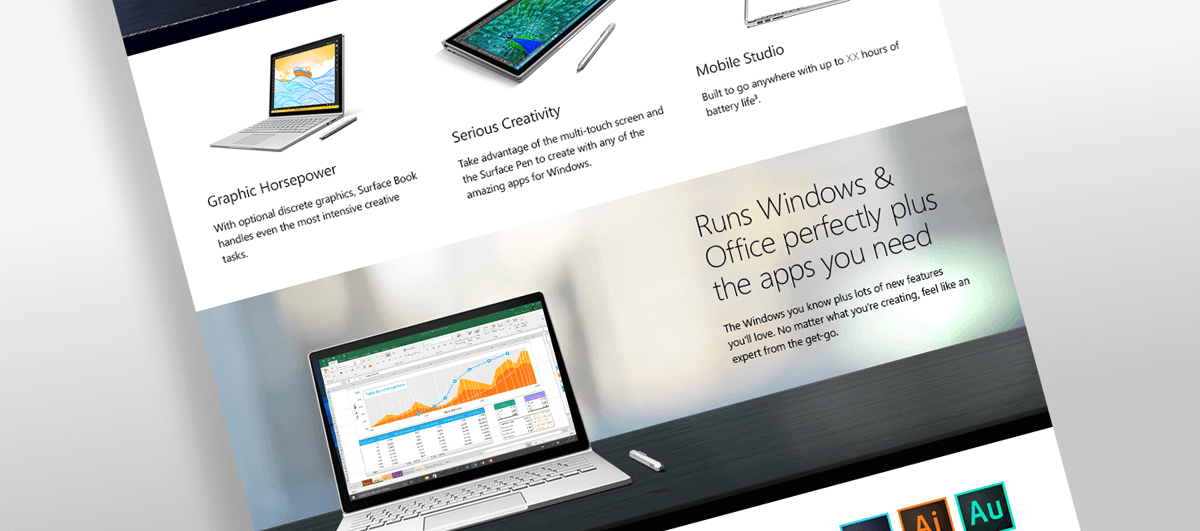 Graphic Horsepower
With optional discrete graphics, Surface Book
handles even the most intensive creative
tasks.
Serious Creativity
Take advantage of the multi-touch screen and
the Surface Pen to create with any of the
amazing apps for Windows.
Mobile Studio
Built to go anywhere with up to XX hours of
battery life³.
Runs Windows &
Office perfectly plus
the apps you need
The Windows you know plus lots of new features
you'll love. No matter what you're creating, feel like an
expert from the get-go.
Ai
Au